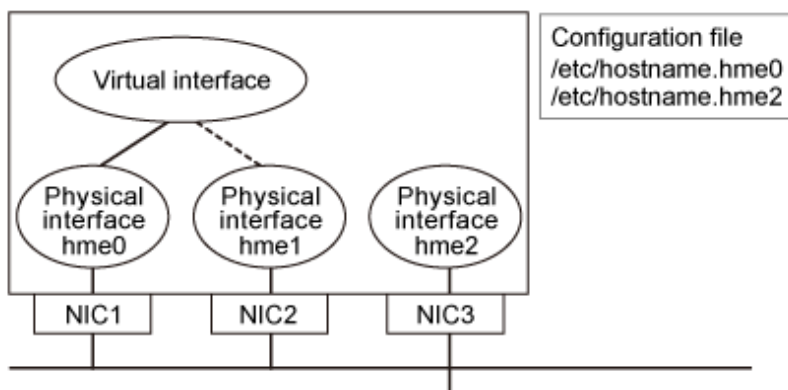 Virtual interface
Physical
interface
hme0
Physical
interface
hme1
Physical
interface
hme2
NIC1
NIC2
NIC3
Configuration file
/etc/hostname.hme0
/etc/hostname.hme2